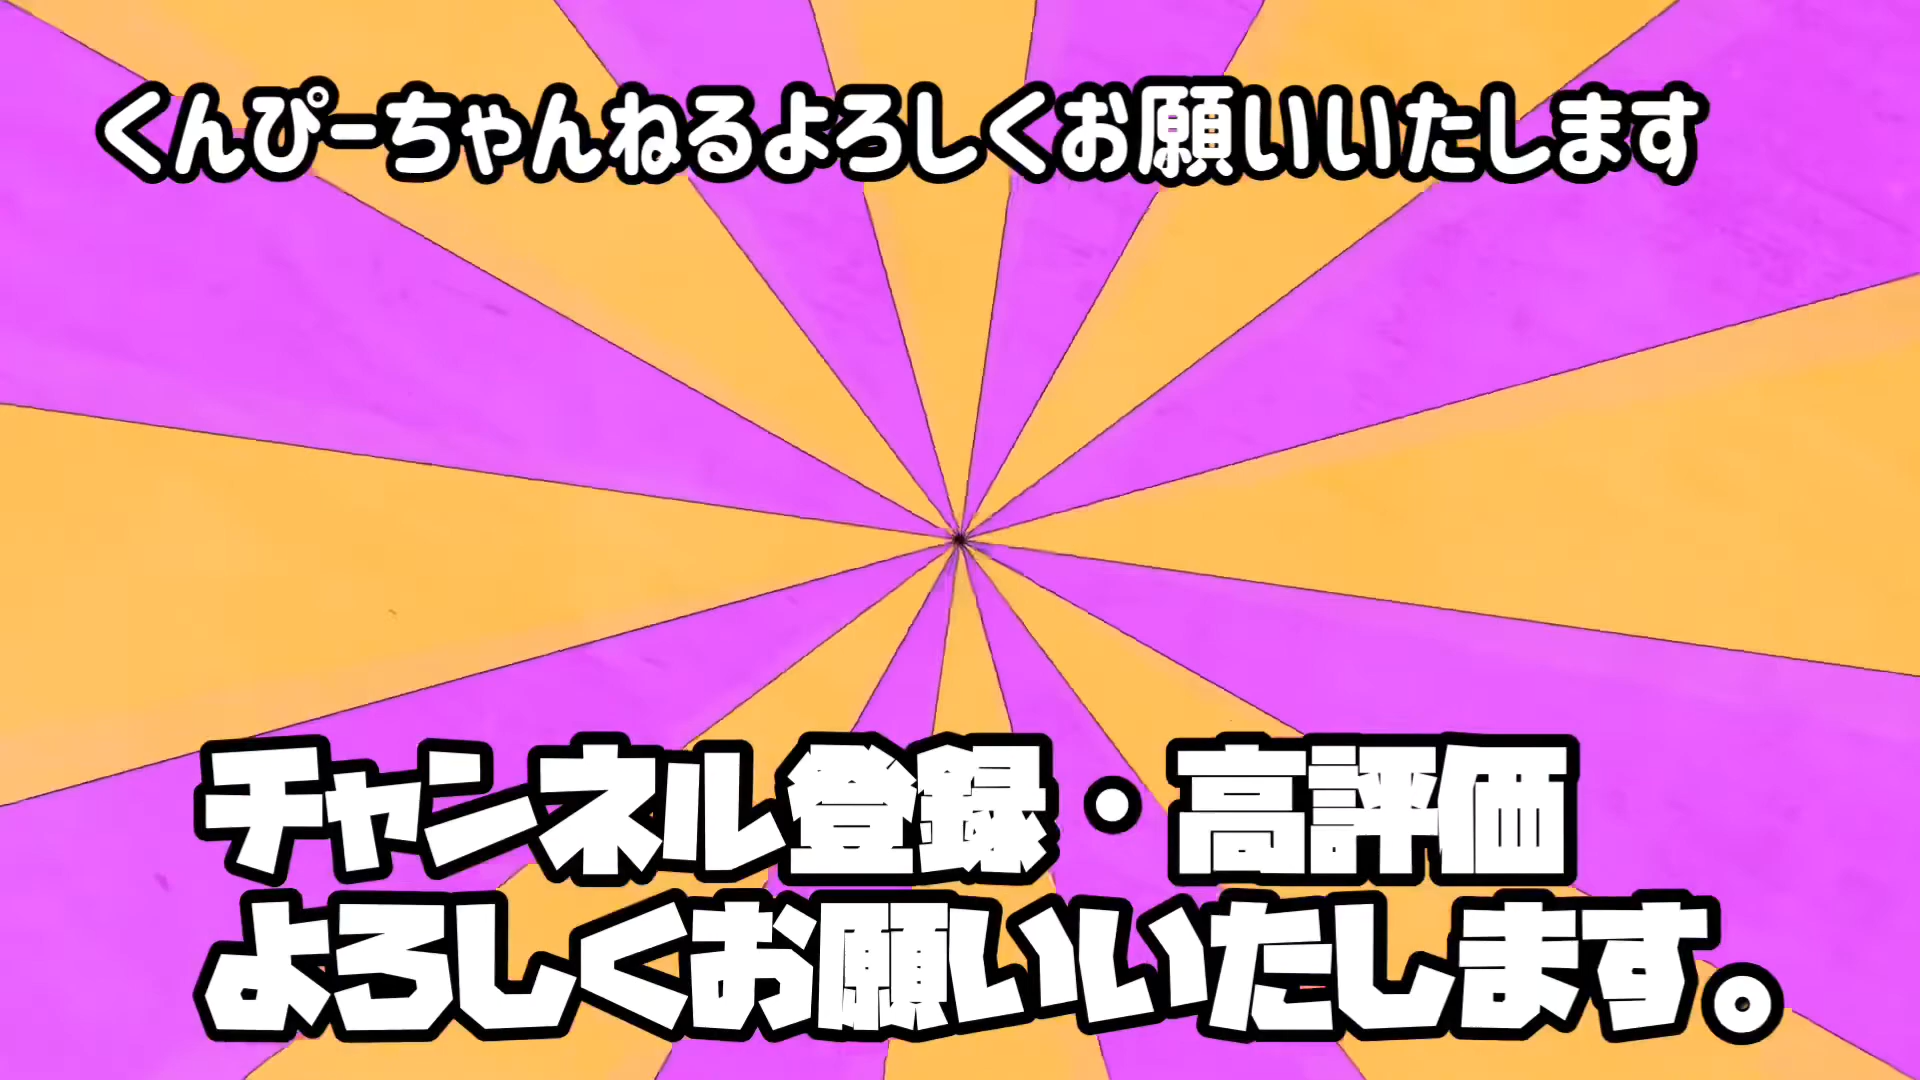 くんぴーちゃんねるよろしくお願いいたします
チャンネル登録・高評価
よろしくお願いいたします。